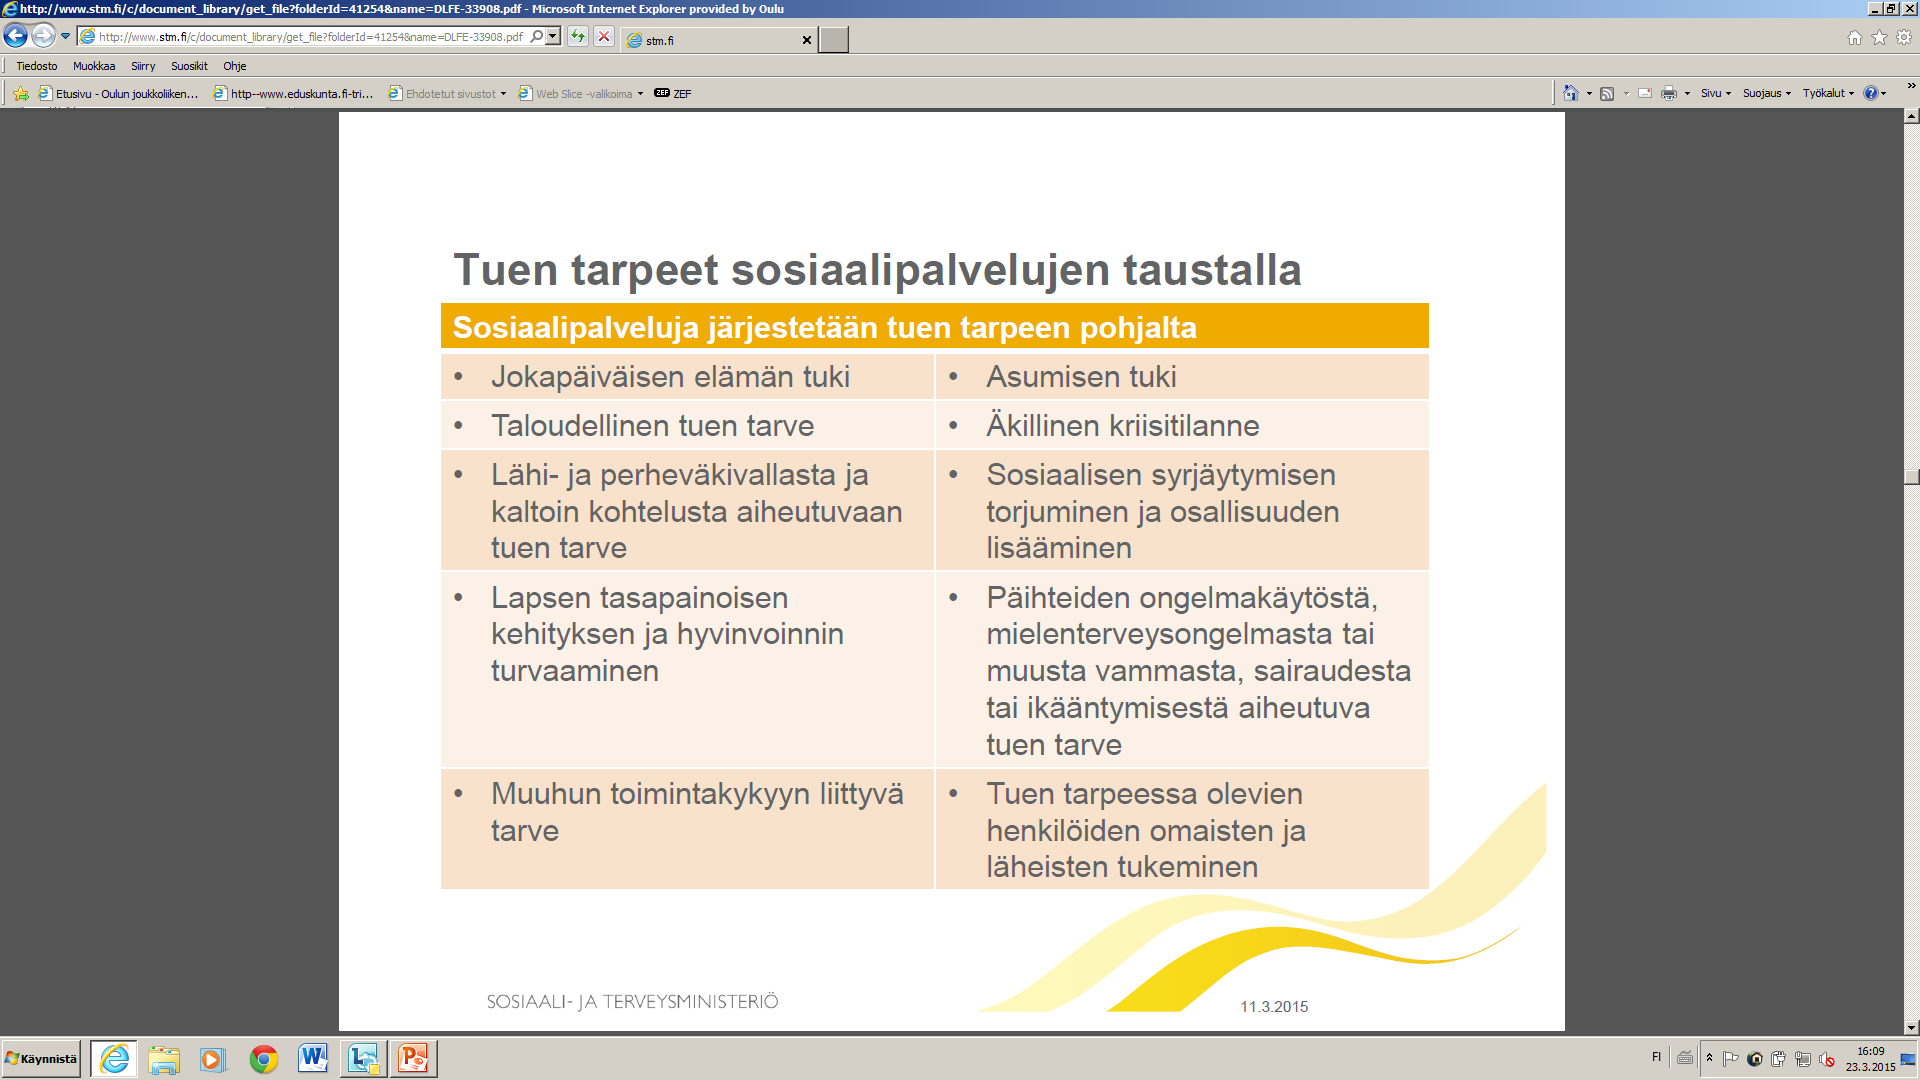 http://www.stm.fi/c/document_library/get_file?folderId=41254&name=DLFE-33908.pdf - Microsoft Internet Explorer provided by Oulu
http://www.stm.fi/c/document_library/get_file?folderId=41254&name=DLFE-33908.pdf
stm.fi
Tiedosto Muokkaa Siirry Suosikit Ohje
Etusivu - Oulun joukkoliiken... http--www.eduskunta.fi-tri... Ehdotetut sivustot Web Slice -valikoima ZEF ZEF
Sivu Suojaus Työkalut »
Tuen tarpeet sosiaalipalvelujen taustalla
Sosiaalipalveluja järjestetään tuen tarpeen pohjalta
• Jokapäiväisen elämän tuki
• Asumisen tuki
• Taloudellinen tuen tarve
• Äkillinen kriisitilanne
• Lähi- ja perheväkivallasta ja
kaltoin kohtelusta aiheutuvaan
tuen tarve
• Sosiaalisen syrjäytymisen
torjuminen ja osallisuuden
lisääminen
• Lapsen tasapainoisen
kehityksen ja hyvinvoinnin
turvaaminen
• Päihteiden ongelmakäytöstä,
mielenterveysongelmasta tai
muusta vammasta, sairaudesta
tai ikääntymisestä aiheutuva
tuen tarve
• Muuhun toimintakykyyn liittyvä
tarve
• Tuen tarpeessa olevien
henkilöiden omaisten ja
läheisten tukeminen
SOSIAALI- JA TERVEYSMINISTERIÖ
11.3.2015
Käynnistä
FI
16:09
23.3.2015